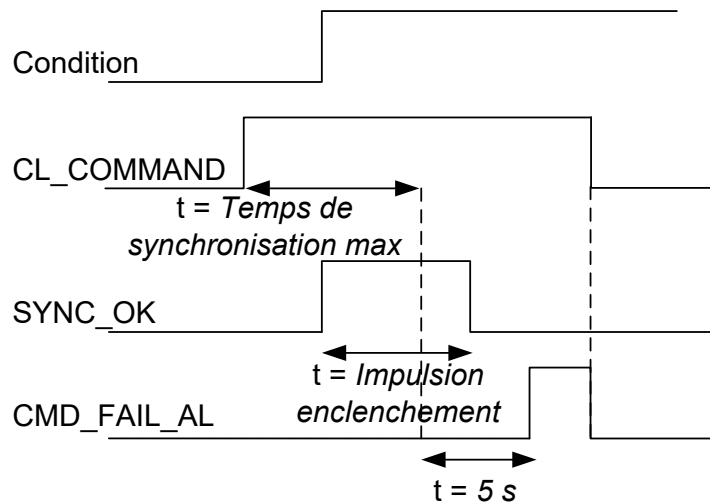 Condition
CL_COMMAND
t = Temps de
synchronisation max
SYNC_OK
t = Impulsion
enclenchement
CMD_FAIL_AL
t = 5 s